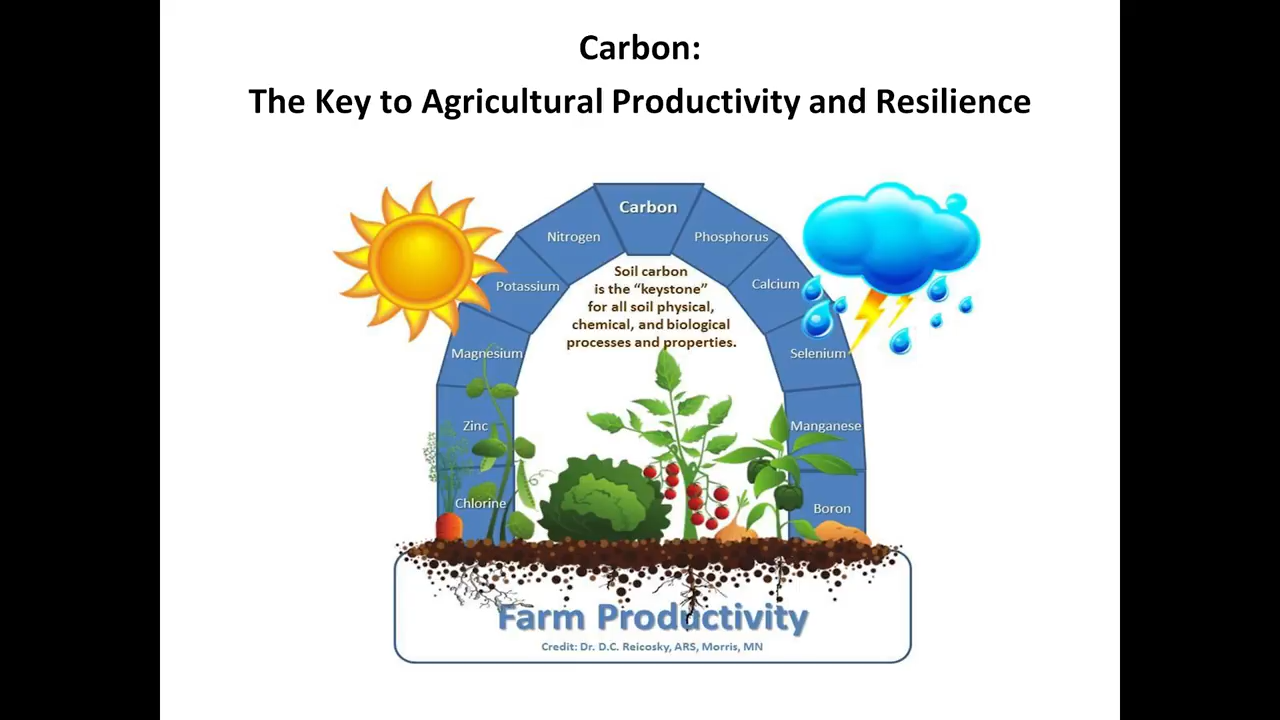 Carbon:
The Key to Agricultural Productivity and Resilience
Carbon
Nitrogen
Phosphorus
Potassium
Calcium
Soil carbon
is the “keystone”
for all soil physical,
chemical, and biological
processes and properties.
Magnesium
Selenium
Zinc
Manganese
Chlorine
Boron
Farm Productivity
Credit: Dr. D.C. Reicosky, ARS, Morris, MN